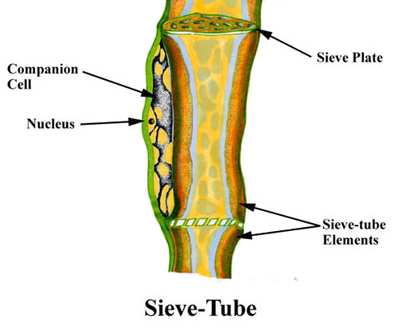 Sieve Plate
Companion
Cell
Nucleus
Sieve-tube
Elements
Sieve-Tube